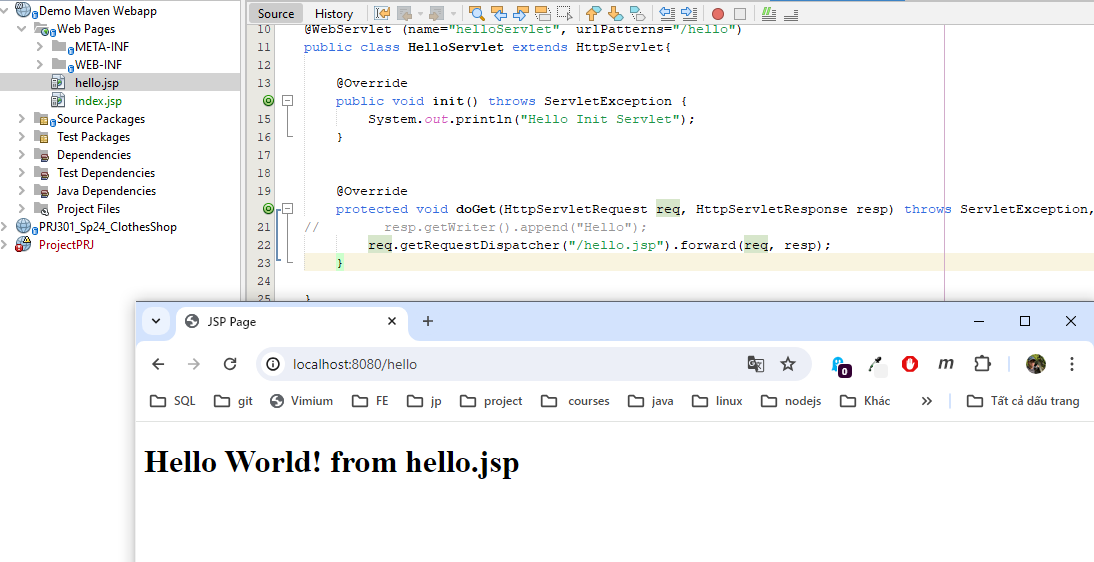 Demo Maven Webapp
Web Pages
META-INF
WEB-INF
hello.jsp
index.jsp
Source Packages
Test Packages
Dependencies
Test Dependencies
Java Dependencies
Project Files
PRJ301_Sp24_ClothesShop
ProjectPRJ
Source History
10 @WebServlet (name="helloServlet", urlPatterns="/hello")
11 public class HelloServlet extends HttpServlet{
12
13 @Override
public void init() throws ServletException {
15 System.out.println("Hello Init Servlet");
16 }
17
18
19 @Override
protected void doGet(HttpServletRequest req, HttpServletResponse resp) throws ServletException,
21 // resp.getWriter().append("Hello");
22 req.getRequestDispatcher("/hello.jsp").forward(req, resp);
23 }
24
25 }
JSP Page
localhost:8080/hello
0
m
SQL git Vimium FE jp project courses java linux nodejs Khác » Tất cả dấu trang
Hello World! from hello.jsp